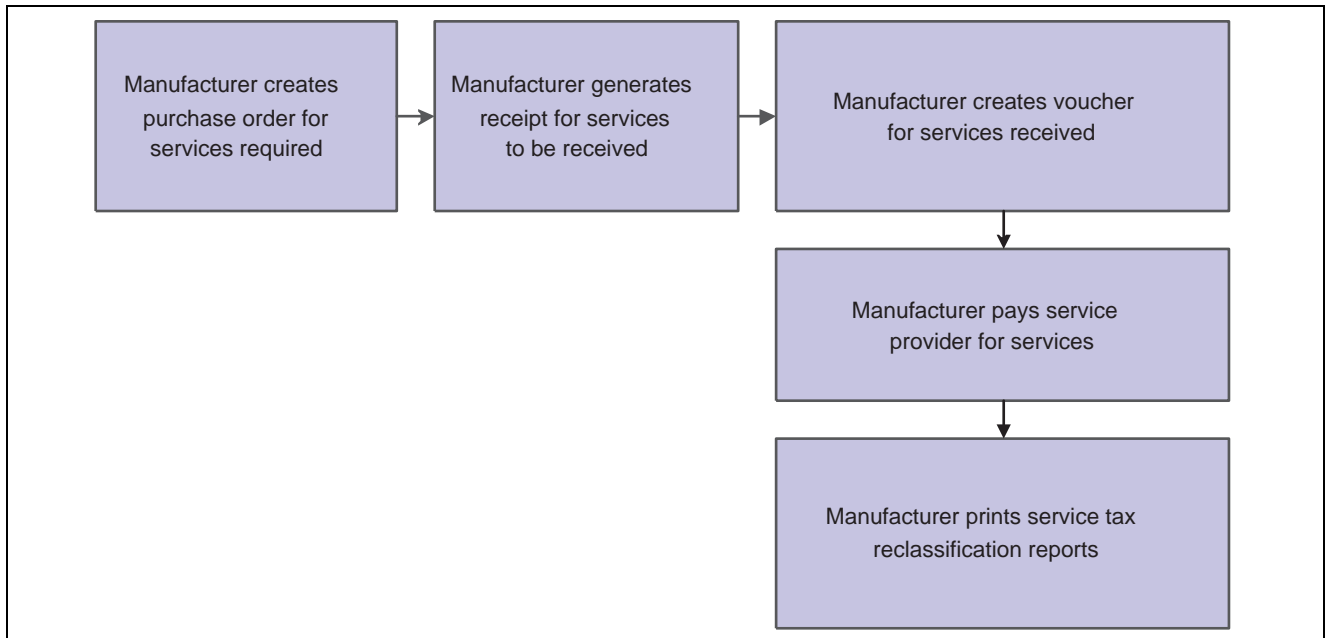 Manufacturer creates
purchase order for
services required
Manufacturer generates
receipt for services
to be received
Manufacturer creates voucher
for services received
Manufacturer pays service
provider for services
Manufacturer prints service tax
reclassification reports